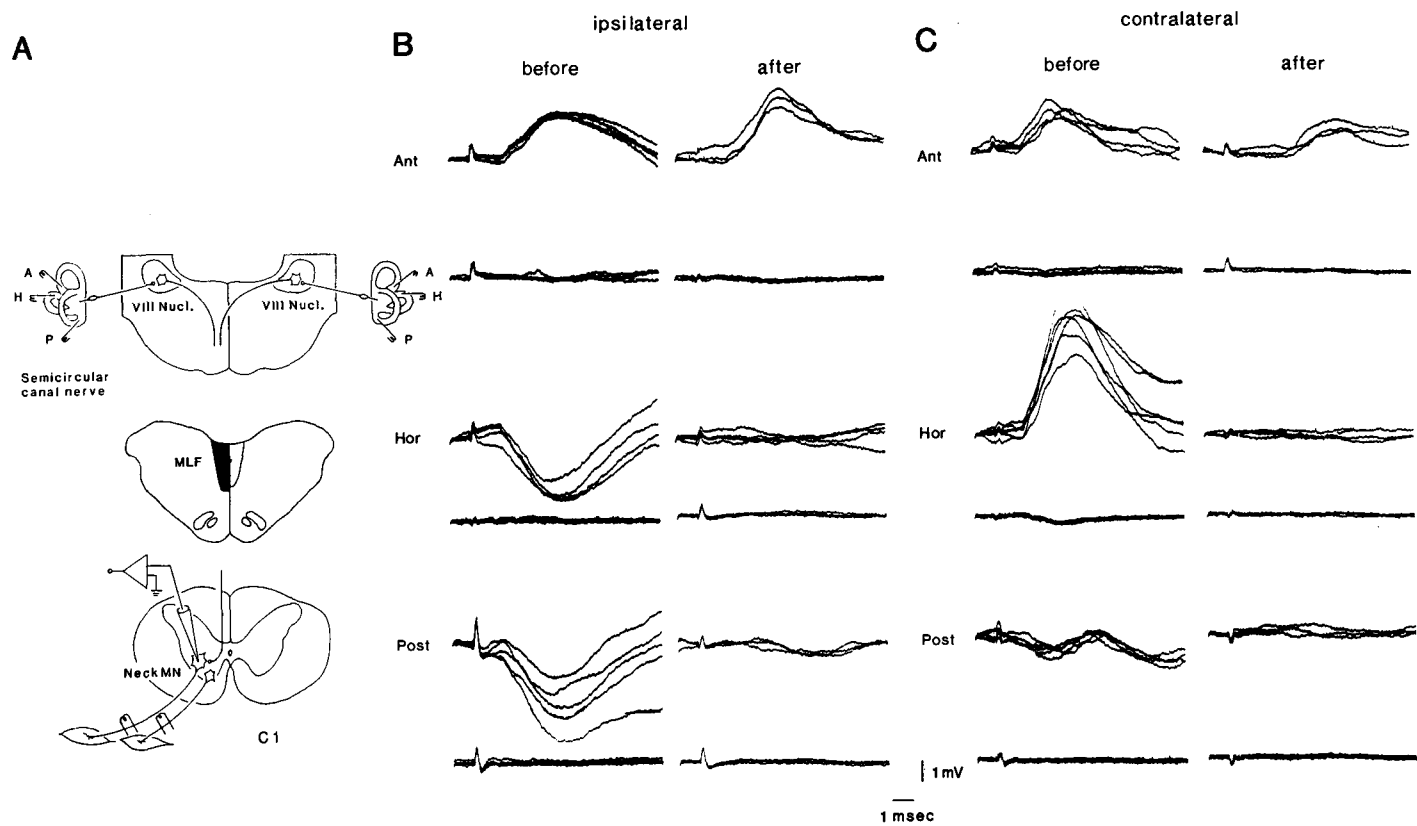 A
A
H
P
VIII Nucl.
VIII Nucl.
A
H
P
Semicircular
canal nerve
MLF
Neck MN
C1
B
ipsilateral
before
after
Ant
Hor
Post
C
contralateral
before
after
Ant
Hor
Post
1 mV
1 msec